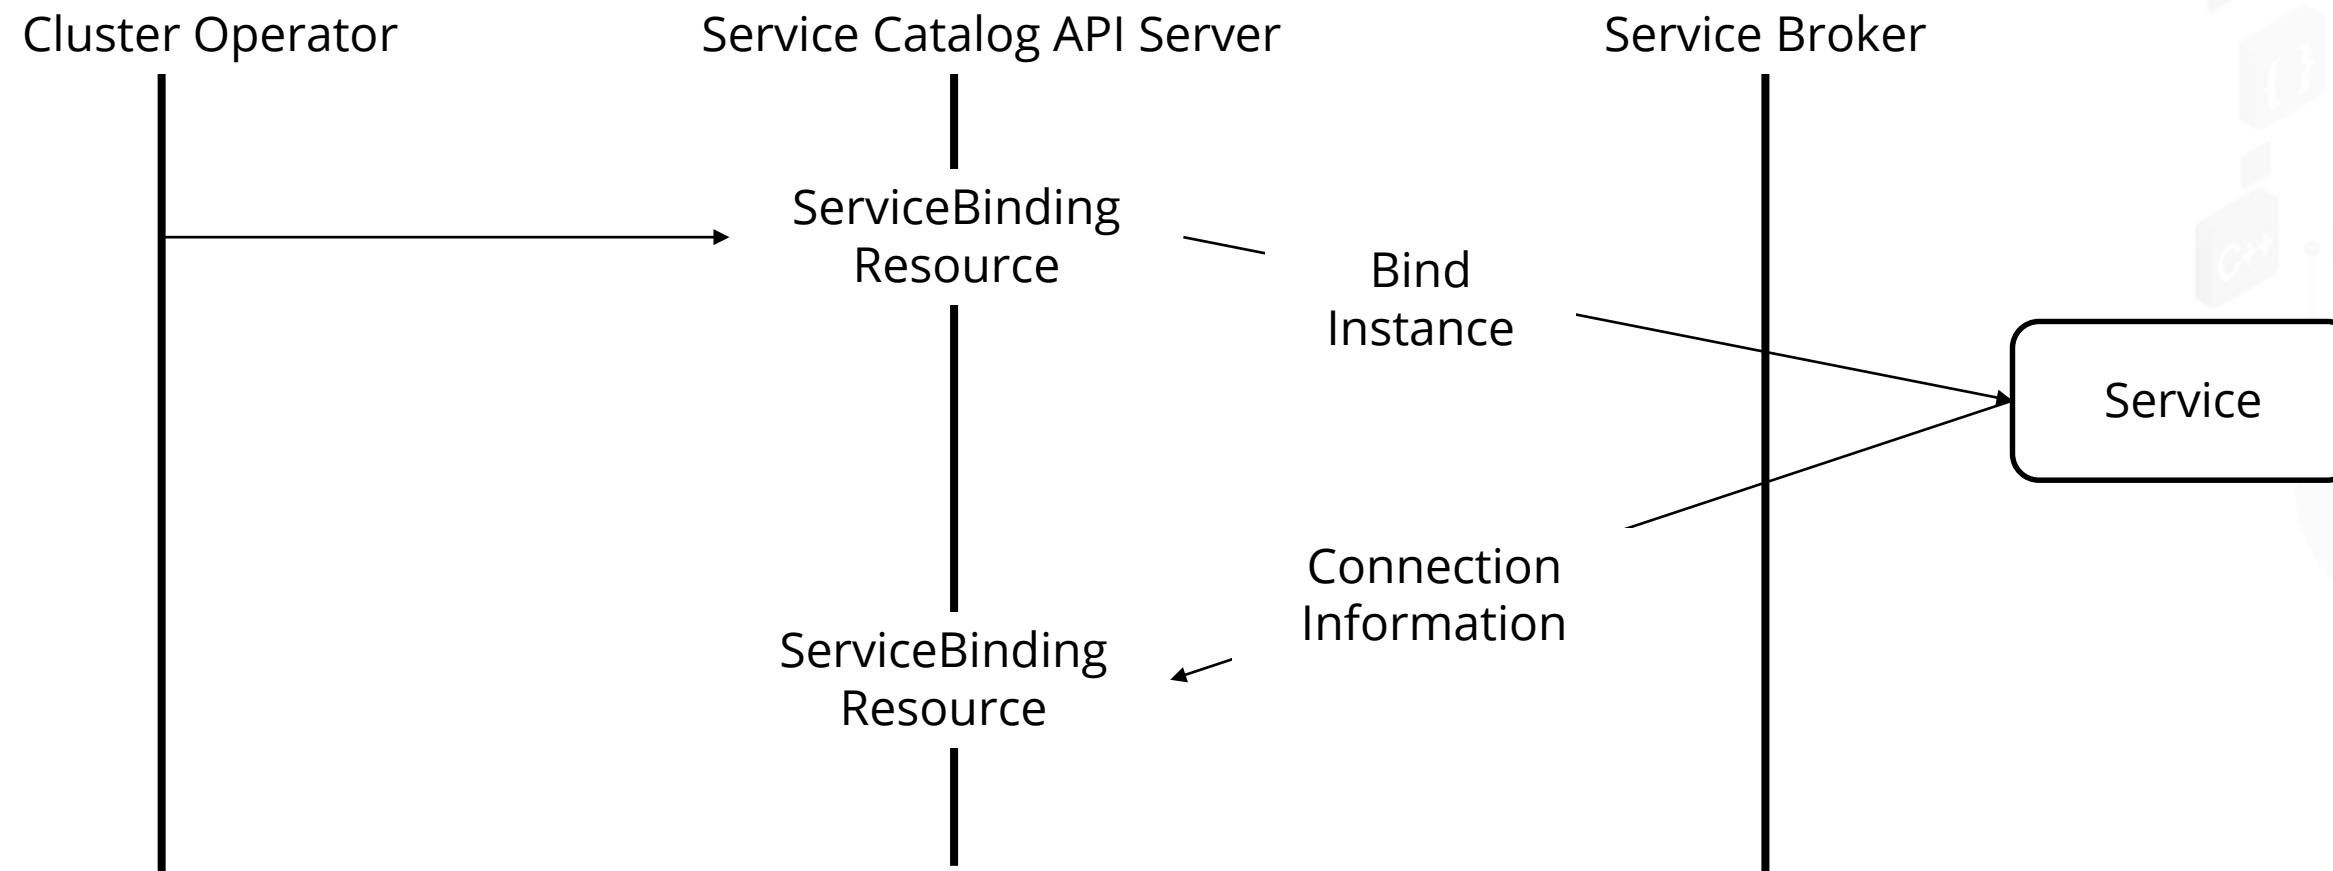 Cluster Operator
Service Catalog API Server
Service Broker
ServiceBinding
Resource
Bind
Instance
Service
Connection
Information
ServiceBinding
Resource
{ }
C++